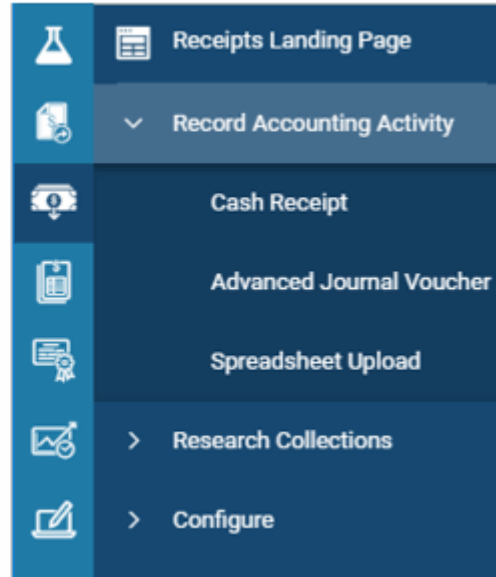 Receipts Landing Page
Record Accounting Activity
Cash Receipt
Advanced Journal Voucher
Spreadsheet Upload
Research Collections
Configure